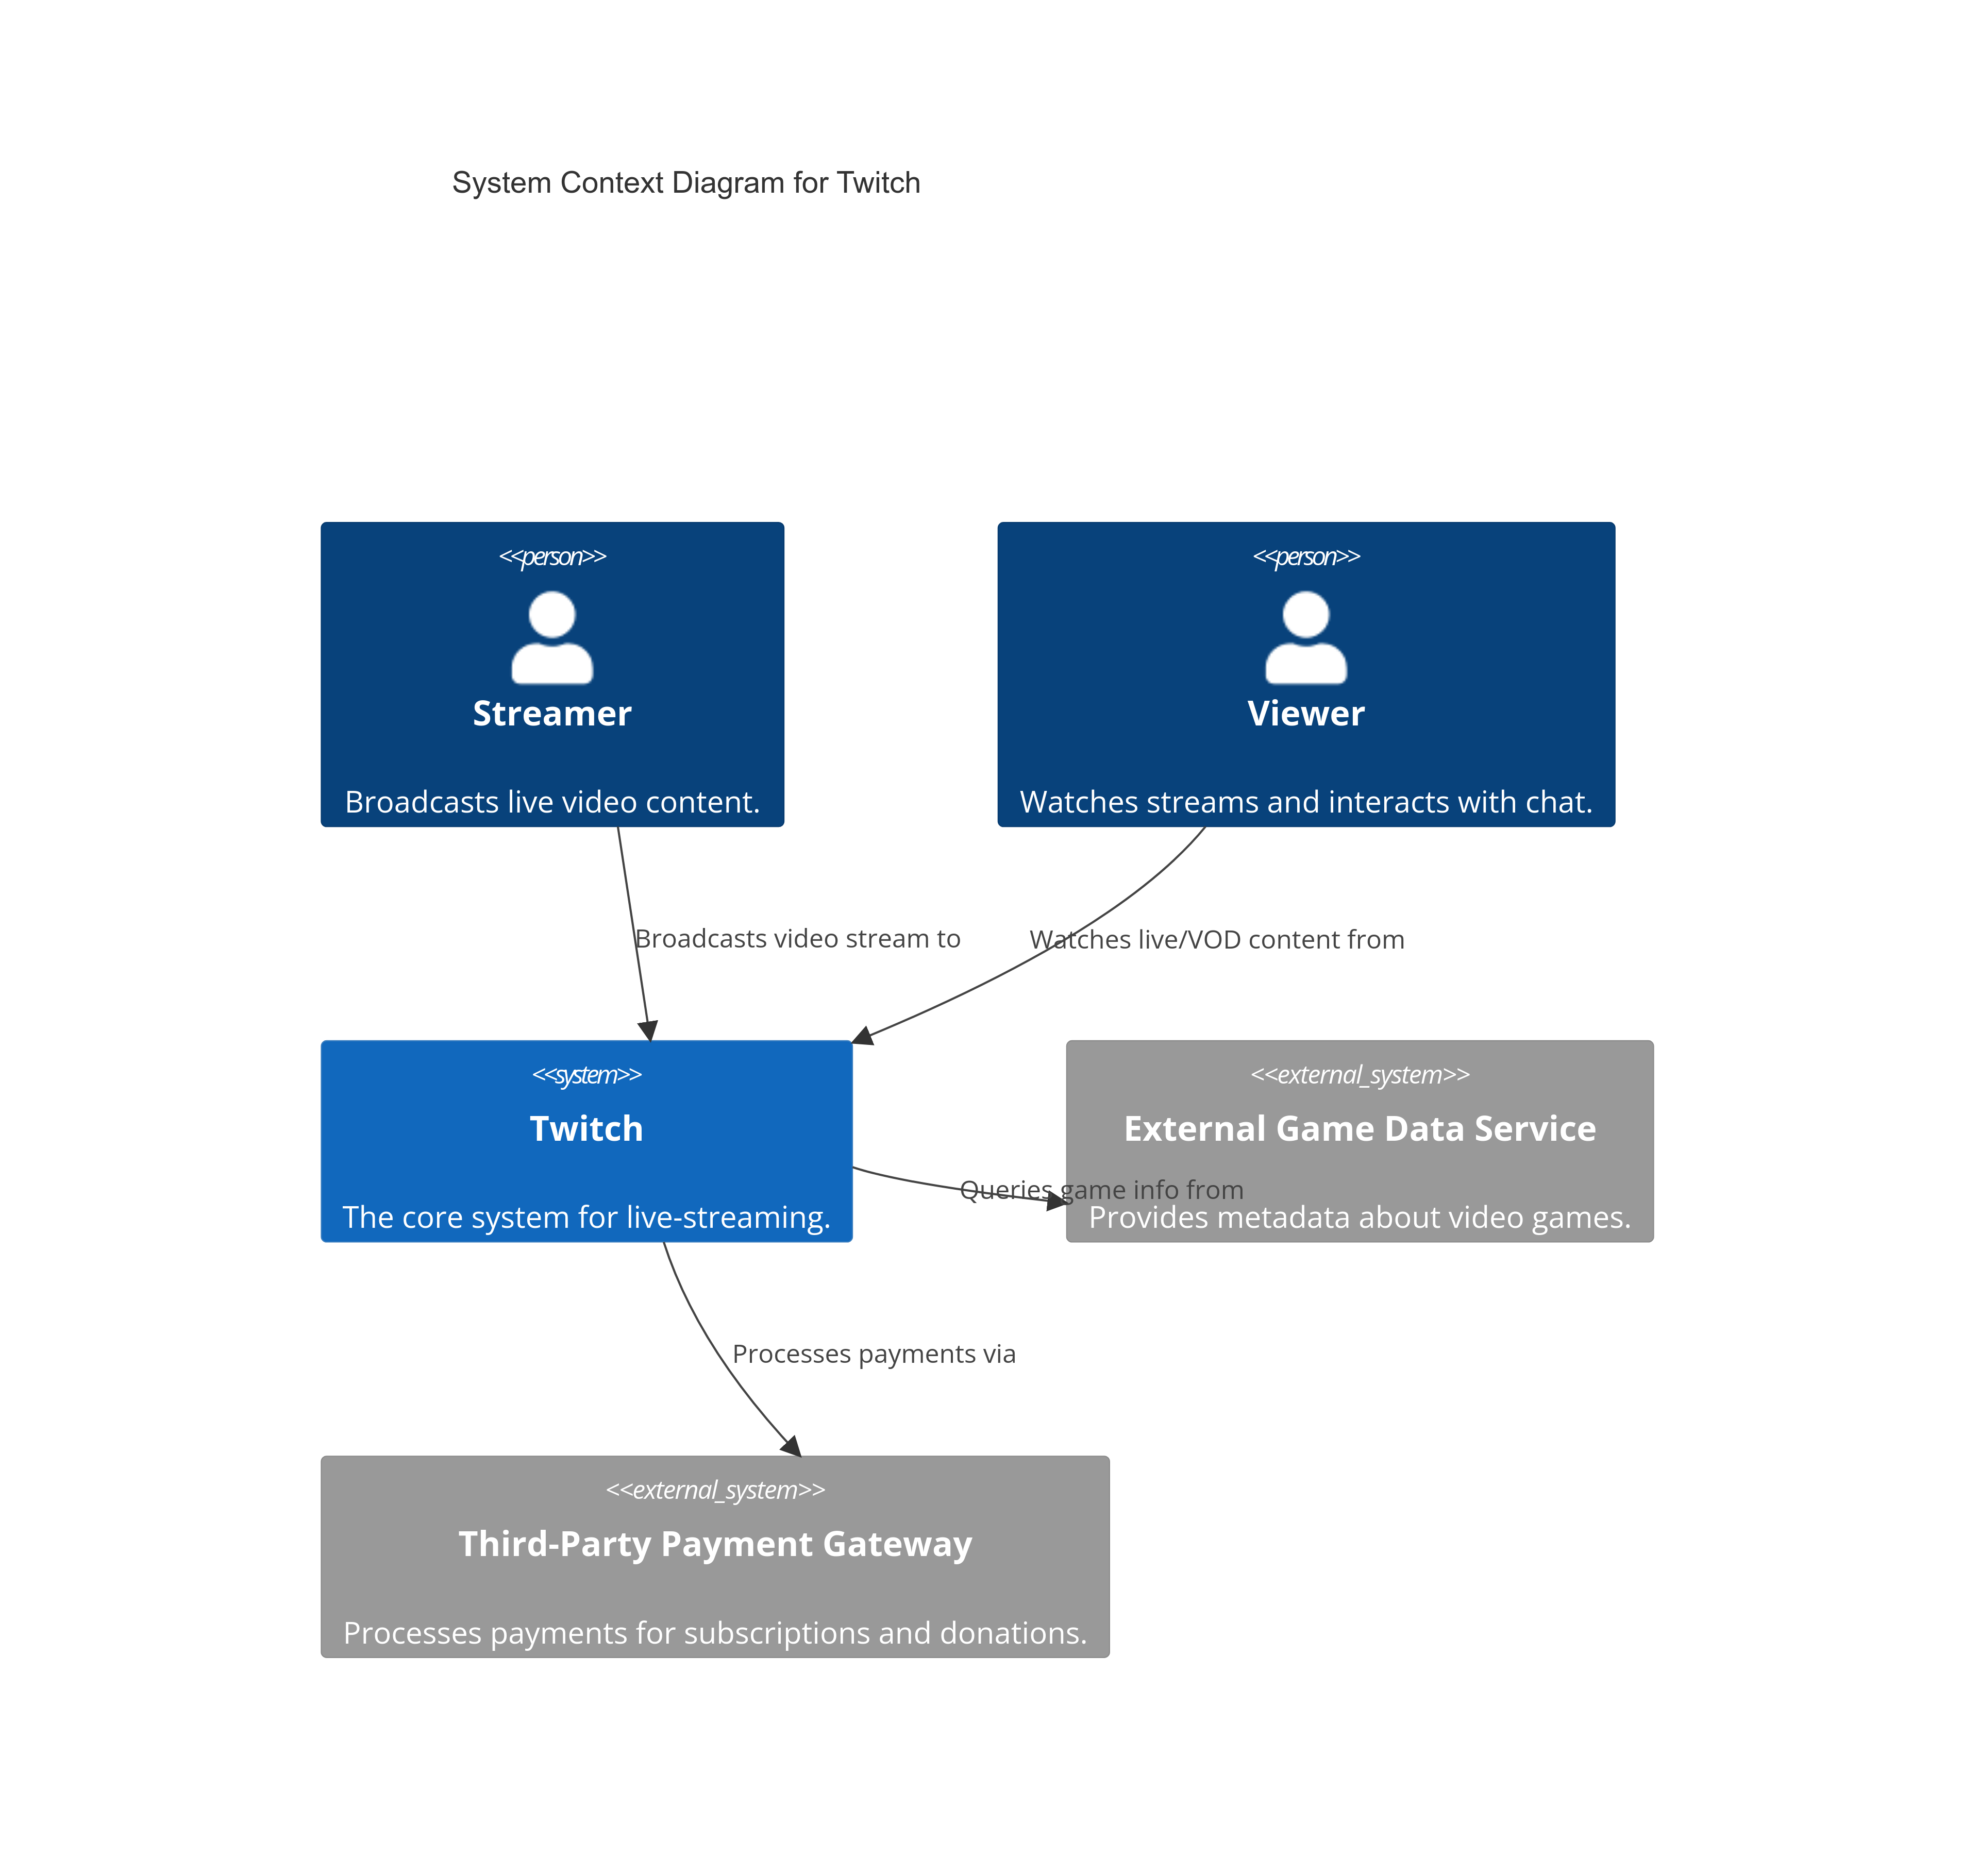 System Context Diagram for Twitch
<<person>>
Streamer
Broadcasts live video content.
<<person>>
Viewer
Watches streams and interacts with chat.
Broadcasts video stream to
Watches live/VOD content from
<<system>>
Twitch
The core system for live-streaming.
Queries game info from
<<external_system>>
External Game Data Service
Provides metadata about video games.
Processes payments via
<<external_system>>
Third-Party Payment Gateway
Processes payments for subscriptions and donations.